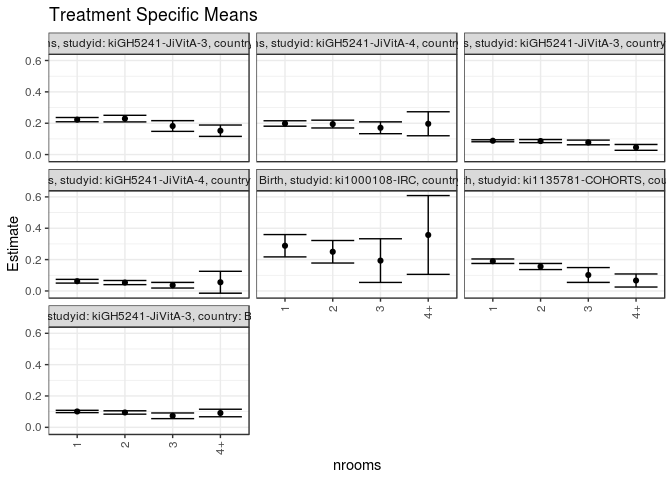 Treatment Specific Means
s, studyid: kiGH5241-JiVitA-3, country
s, studyid: kiGH5241-JiVitA-4, country
s, studyid: kiGH5241-JiVitA-3, country
0.6
0.4
0.2
0.0
s, studyid: kiGH5241-JiVitA-4, country
Birth, studyid: ki1000108-IRC, country
h, studyid: ki1135781-COHORTS, cou
0.6
0.4
0.2
0.0
1 2 3 4+
1 2 3 4+
studyid: kiGH5241-JiVitA-3, country: B
0.6
0.4
0.2
0.0
1 2 3 4+
Estimate
nrooms